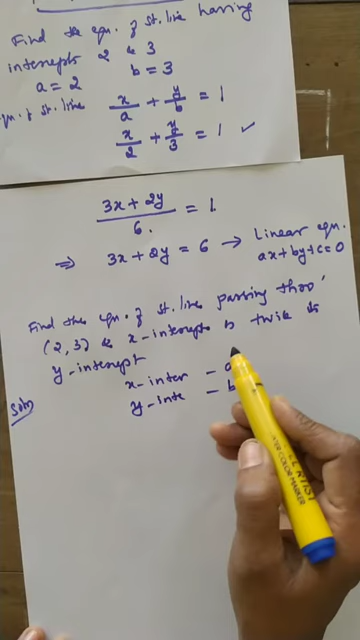 Find the eqn. of st. line having
intercepts 2 & 3
a = 2 b = 3
eqn. of st. line x/a + y/b = 1
x/2 + y/3 = 1 ✓
3x + 2y / 6. = 1
⇒ 3x + 2y = 6 → Linear eqn.
ax + by + c = 0
Find the eqn. of st. line passing thro'
(2, 3) & x-intercept is twice its
y-intercept
Soln x-inter - a
y-inte - b